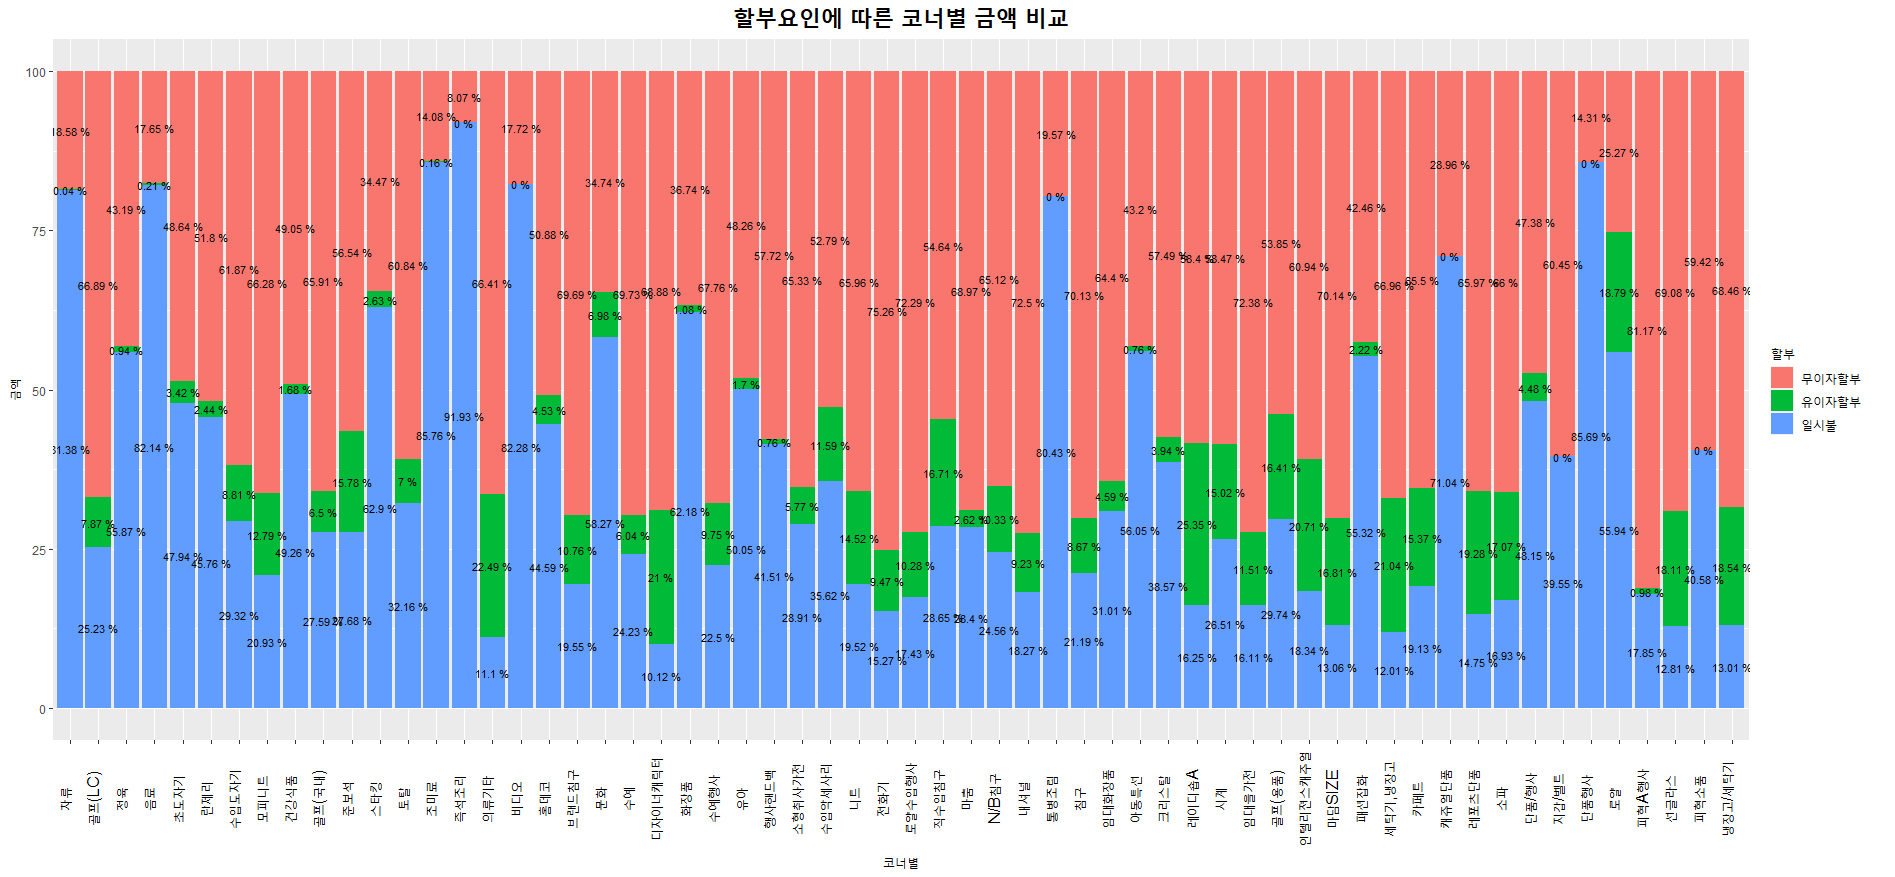 할부요인에 따른 코너별 금액 비교
금액
100
75
50
25
0
18.58 %
0.04 %
81.38 %
66.89 %
7.87 %
25.23 %
43.19 %
0.94 %
55.87 %
17.65 %
0.21 %
82.14 %
48.64 %
3.42 %
47.94 %
51.8 %
2.44 %
45.76 %
61.87 %
8.81 %
29.32 %
66.28 %
12.79 %
20.93 %
49.05 %
1.68 %
49.26 %
65.91 %
6.5 %
27.59 %
56.54 %
15.78 %
27.68 %
34.47 %
2.63 %
62.9 %
60.84 %
7 %
32.16 %
14.08 %
0.16 %
85.76 %
8.07 %
0 %
91.93 %
66.41 %
22.49 %
11.1 %
17.72 %
0 %
82.28 %
50.88 %
4.53 %
44.59 %
69.69 %
10.76 %
19.55 %
34.74 %
6.98 %
58.27 %
69.73 %
6.04 %
24.23 %
68.88 %
21 %
10.12 %
36.74 %
1.08 %
62.18 %
67.76 %
9.75 %
22.5 %
48.26 %
1.7 %
50.05 %
57.72 %
0.76 %
41.51 %
65.33 %
5.77 %
28.91 %
52.79 %
11.59 %
35.62 %
65.96 %
14.52 %
19.52 %
75.26 %
9.47 %
15.27 %
72.29 %
10.28 %
17.43 %
54.64 %
16.71 %
28.65 %
68.97 %
2.62 %
28.4 %
65.12 %
10.33 %
24.56 %
72.5 %
9.23 %
18.27 %
19.57 %
0 %
80.43 %
70.13 %
8.67 %
21.19 %
64.4 %
4.59 %
31.01 %
43.2 %
0.76 %
56.05 %
57.49 %
3.94 %
38.57 %
58.4 %
25.35 %
16.25 %
58.47 %
15.02 %
26.51 %
72.38 %
11.51 %
16.11 %
53.85 %
16.41 %
29.74 %
60.94 %
20.71 %
18.34 %
70.14 %
16.81 %
13.06 %
42.46 %
2.22 %
55.32 %
66.96 %
21.04 %
12.01 %
65.5 %
15.37 %
19.13 %
28.96 %
0 %
71.04 %
65.97 %
19.28 %
14.75 %
66 %
17.07 %
16.93 %
47.38 %
4.48 %
48.15 %
60.45 %
0 %
39.55 %
14.31 %
0 %
85.69 %
25.27 %
18.79 %
55.94 %
81.17 %
0.98 %
17.85 %
69.08 %
18.11 %
12.81 %
59.42 %
0 %
40.58 %
68.46 %
18.54 %
13.01 %
자류
골프(LC)
정육
음료
초도자기
란제리
수입도자기
모피니트
건강식품
골프(국내)
준보석
스타킹
토탈
조미료
즉석조리
의류기타
비디오
홈데코
브랜드침구
문화
수예
디자이너캐릭터
화장품
수예행사
유아
행사핸드백
소형취사가전
수입악세사리
니트
전화기
로얄수입행사
직수입침구
마춤
N/B침구
내셔널
통병조림
침구
임대화장품
아동특선
크리스탈
레이디숍A
시계
임대을가전
골프(용품)
인텔리전스캐주얼
마담SIZE
패션잡화
세탁기,냉장고
카페트
캐쥬얼단품
레포츠단품
소파
단품/행사
지갑/벨트
단품행사
로얄
피혁A행사
선글라스
피혁소품
냉장고/세탁기
코너별
할부
무이자할부
유이자할부
일시불